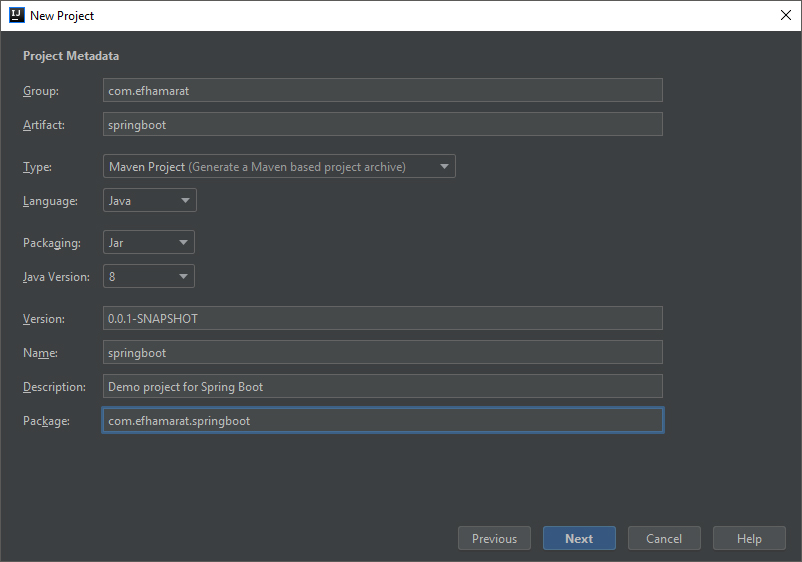 IJ New Project
Project Metadata
Group: com.efhamarat
Artifact: springboot
Type: Maven Project (Generate a Maven based project archive)
Language: Java
Packaging: Jar
Java Version: 8
Version: 0.0.1-SNAPSHOT
Name: springboot
Description: Demo project for Spring Boot
Package: com.efhamarat.springboot
Previous Next Cancel Help